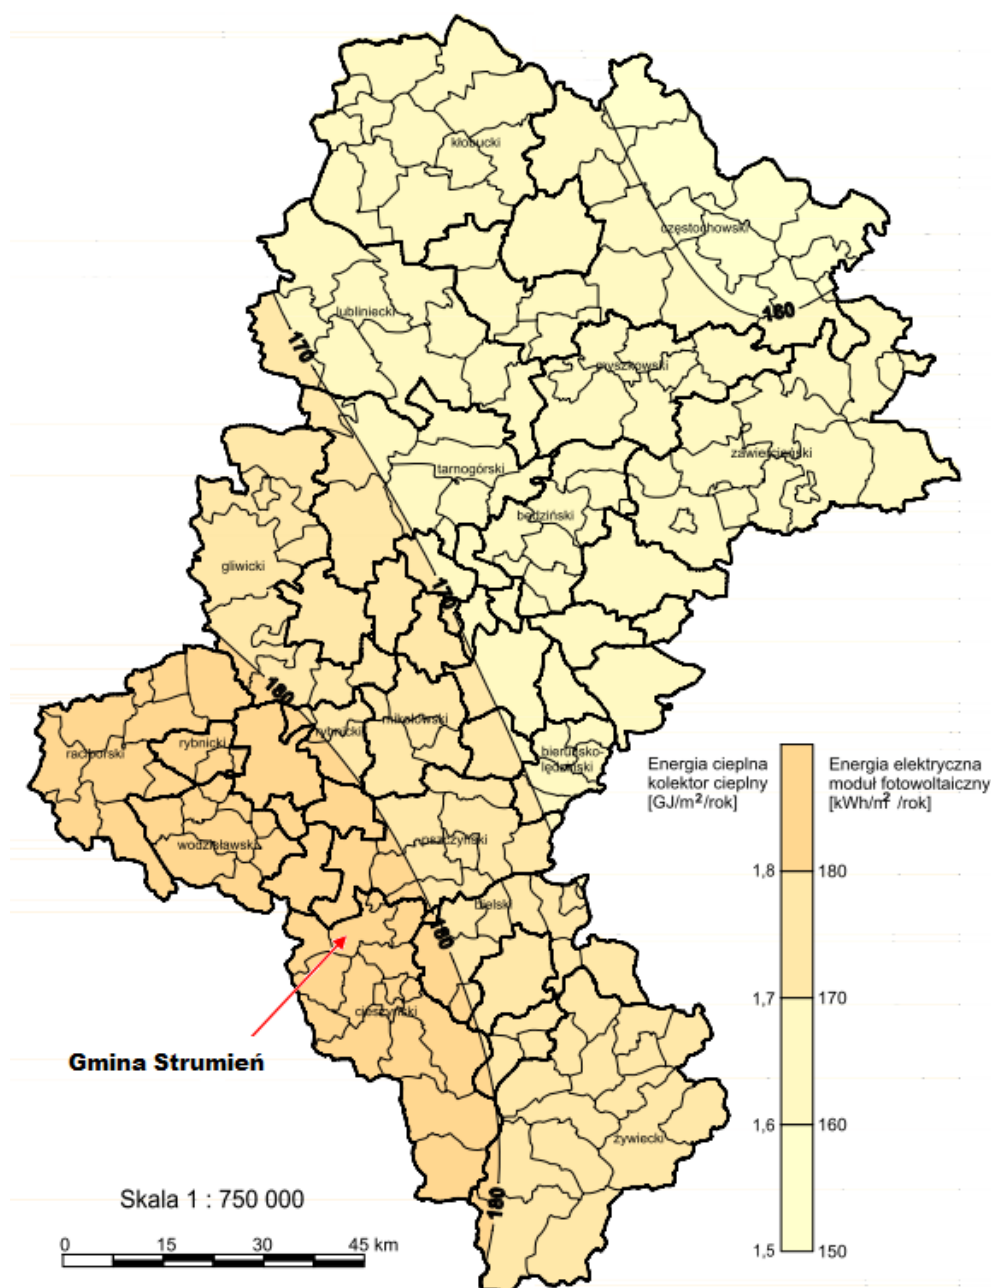 kłobucki
częstochowski
160
lubliniecki
170
myszkowski
zawierciański
tarnogórski
będziński
gliwicki
170
180
mikołowski
rybnicki
rybnicki
raciborski
bieruńsko-
lędziński
wodzisławski
pszczyński
bielski
180
cieszyński
Gmina Strumień
żywiecki
180
Energia cieplna
kolektor cieplny
[GJ/m²/rok]
Energia elektryczna
moduł fotowoltaiczny
[kWh/m² /rok]
1,8 180
1,7 170
1,6 160
1,5 150
Skala 1 : 750 000
0 15 30 45 km